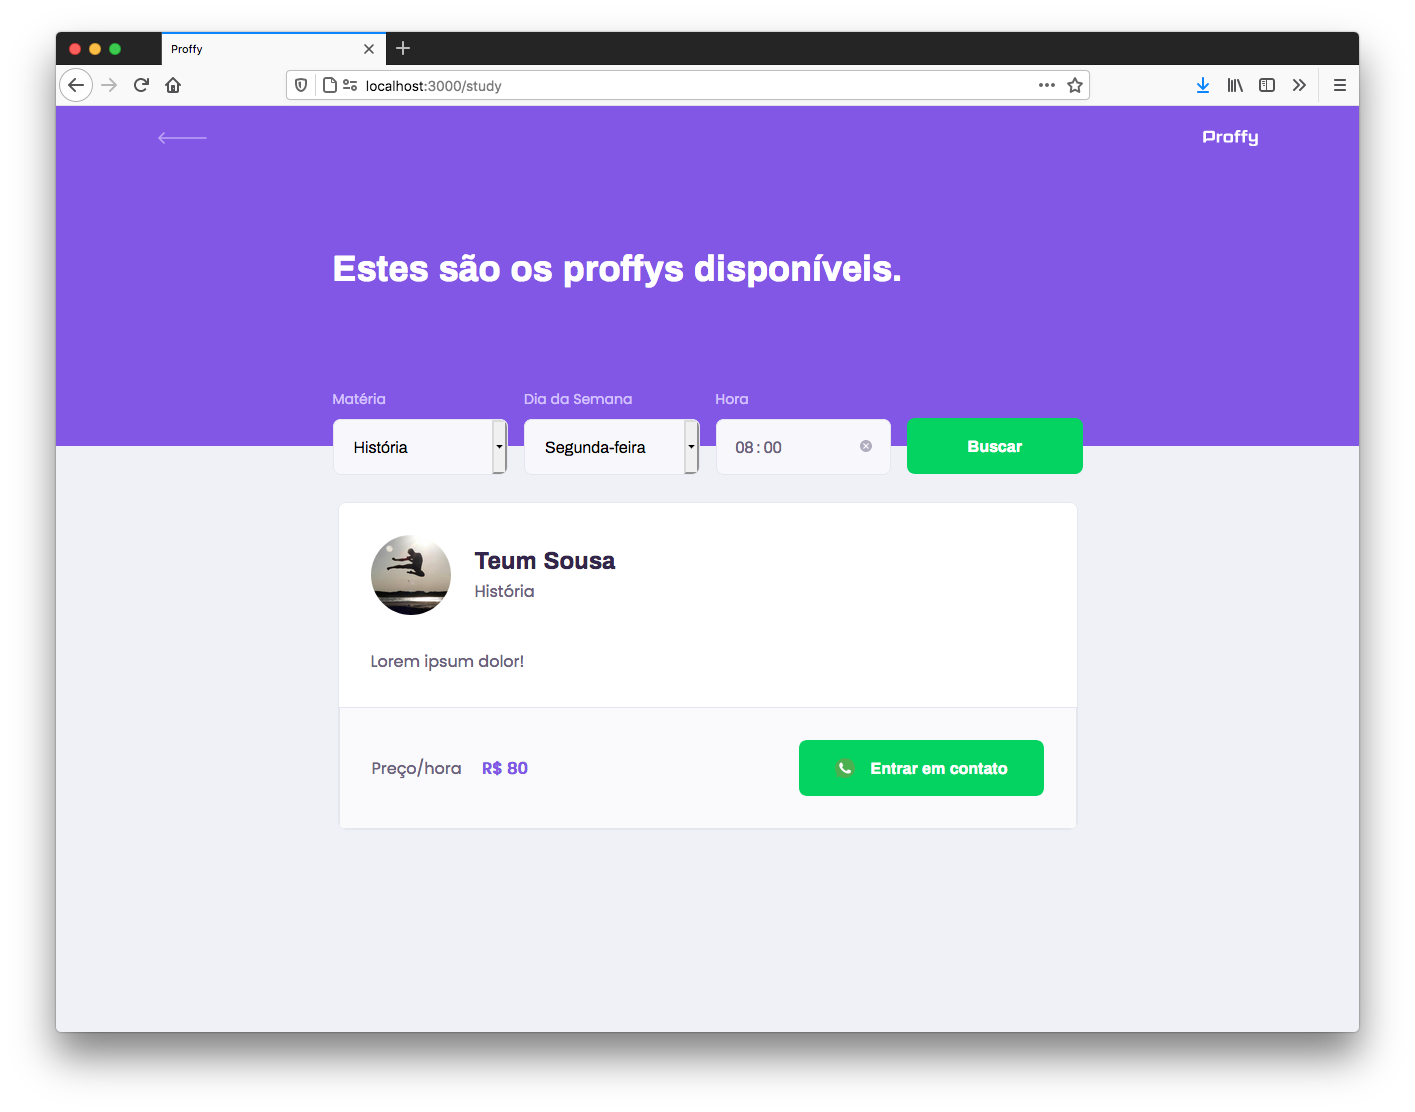 Proffy
localhost:3000/study
Proffy
Estes são os proffys disponíveis.
Matéria
Dia da Semana
Hora
História
Segunda-feira
08:00
Buscar
Teum Sousa
História
Lorem ipsum dolor!
Preço/hora R$ 80
Entrar em contato